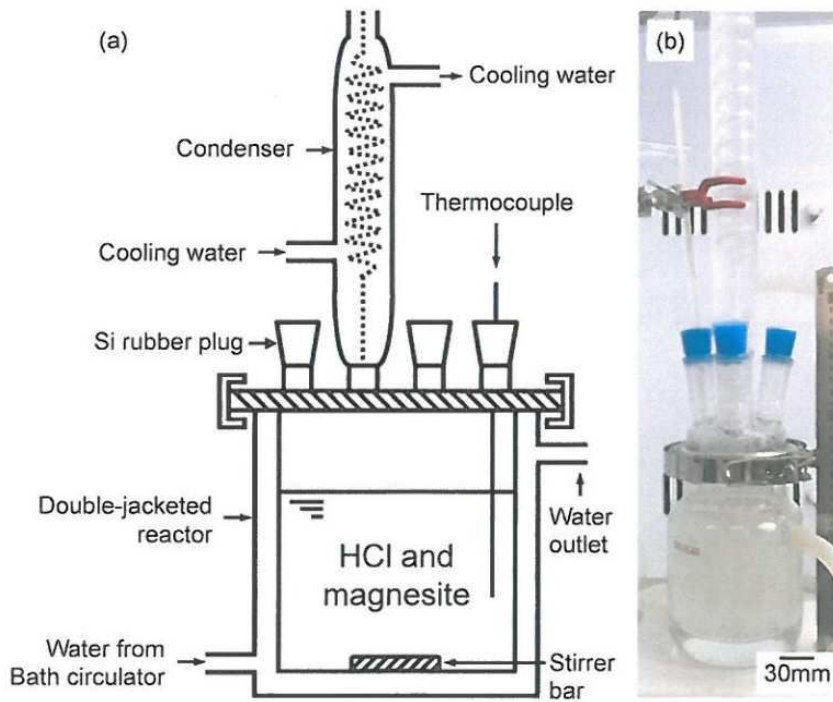 (a)
Cooling water
Condenser
Thermocouple
Cooling water
Si rubber plug
Double-jacketed
reactor
Water
outlet
HCl and
magnesite
Water from
Bath circulator
Stirrer
bar
(b)
30mm